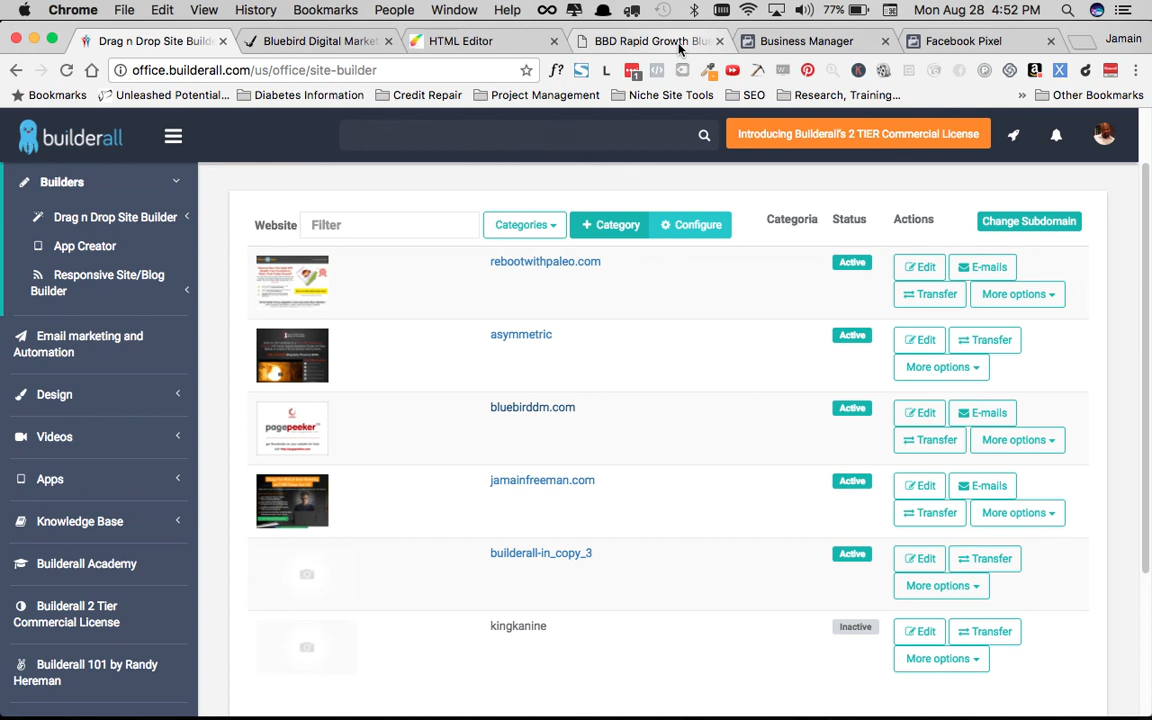 Chrome File Edit View History Bookmarks People Window Help 77% Mon Aug 28 4:52 PM
Drag n Drop Site Builde Bluebird Digital Market HTML Editor BBD Rapid Growth Blue Business Manager Facebook Pixel Jamain
office.builderall.com/us/office/site-builder
Bookmarks Unleashed Potential... Diabetes Information Credit Repair Project Management Niche Site Tools SEO Research, Training... Other Bookmarks
builderall Introducing Builderall's 2 TIER Commercial License
Builders
Drag n Drop Site Builder
App Creator
Responsive Site/Blog
Builder
Email marketing and
Automation
Design
Videos
Apps
Knowledge Base
Builderall Academy
Builderall 2 Tier
Commercial License
Builderall 101 by Randy
Hereman
Website Filter Categories + Category Configure Categoria Status Actions Change Subdomain
rebootwithpaleo.com Active Edit E-mails
Transfer More options
asymmetric Active Edit Transfer
More options
pagepeeker
bluebirddm.com Active Edit E-mails
Transfer More options
jamainfreeman.com Active Edit E-mails
Transfer More options
builderall-in_copy_3 Active Edit Transfer
More options
kingkanine Inactive Edit Transfer
More options